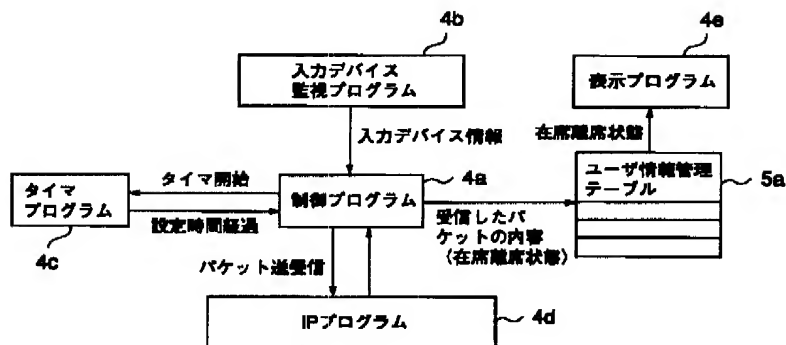 4b
入力デバイス
監視プログラム
4e
表示プログラム
入力デバイス情報
在席離席状態
タイマ
プログラム
4c
タイマ開始
設定時間経過
制御プログラム
4a
受信したパ
ケットの内容
(在席離席状態)
ユーザ情報管理
テーブル
5a
パケット送受信
IPプログラム
4d